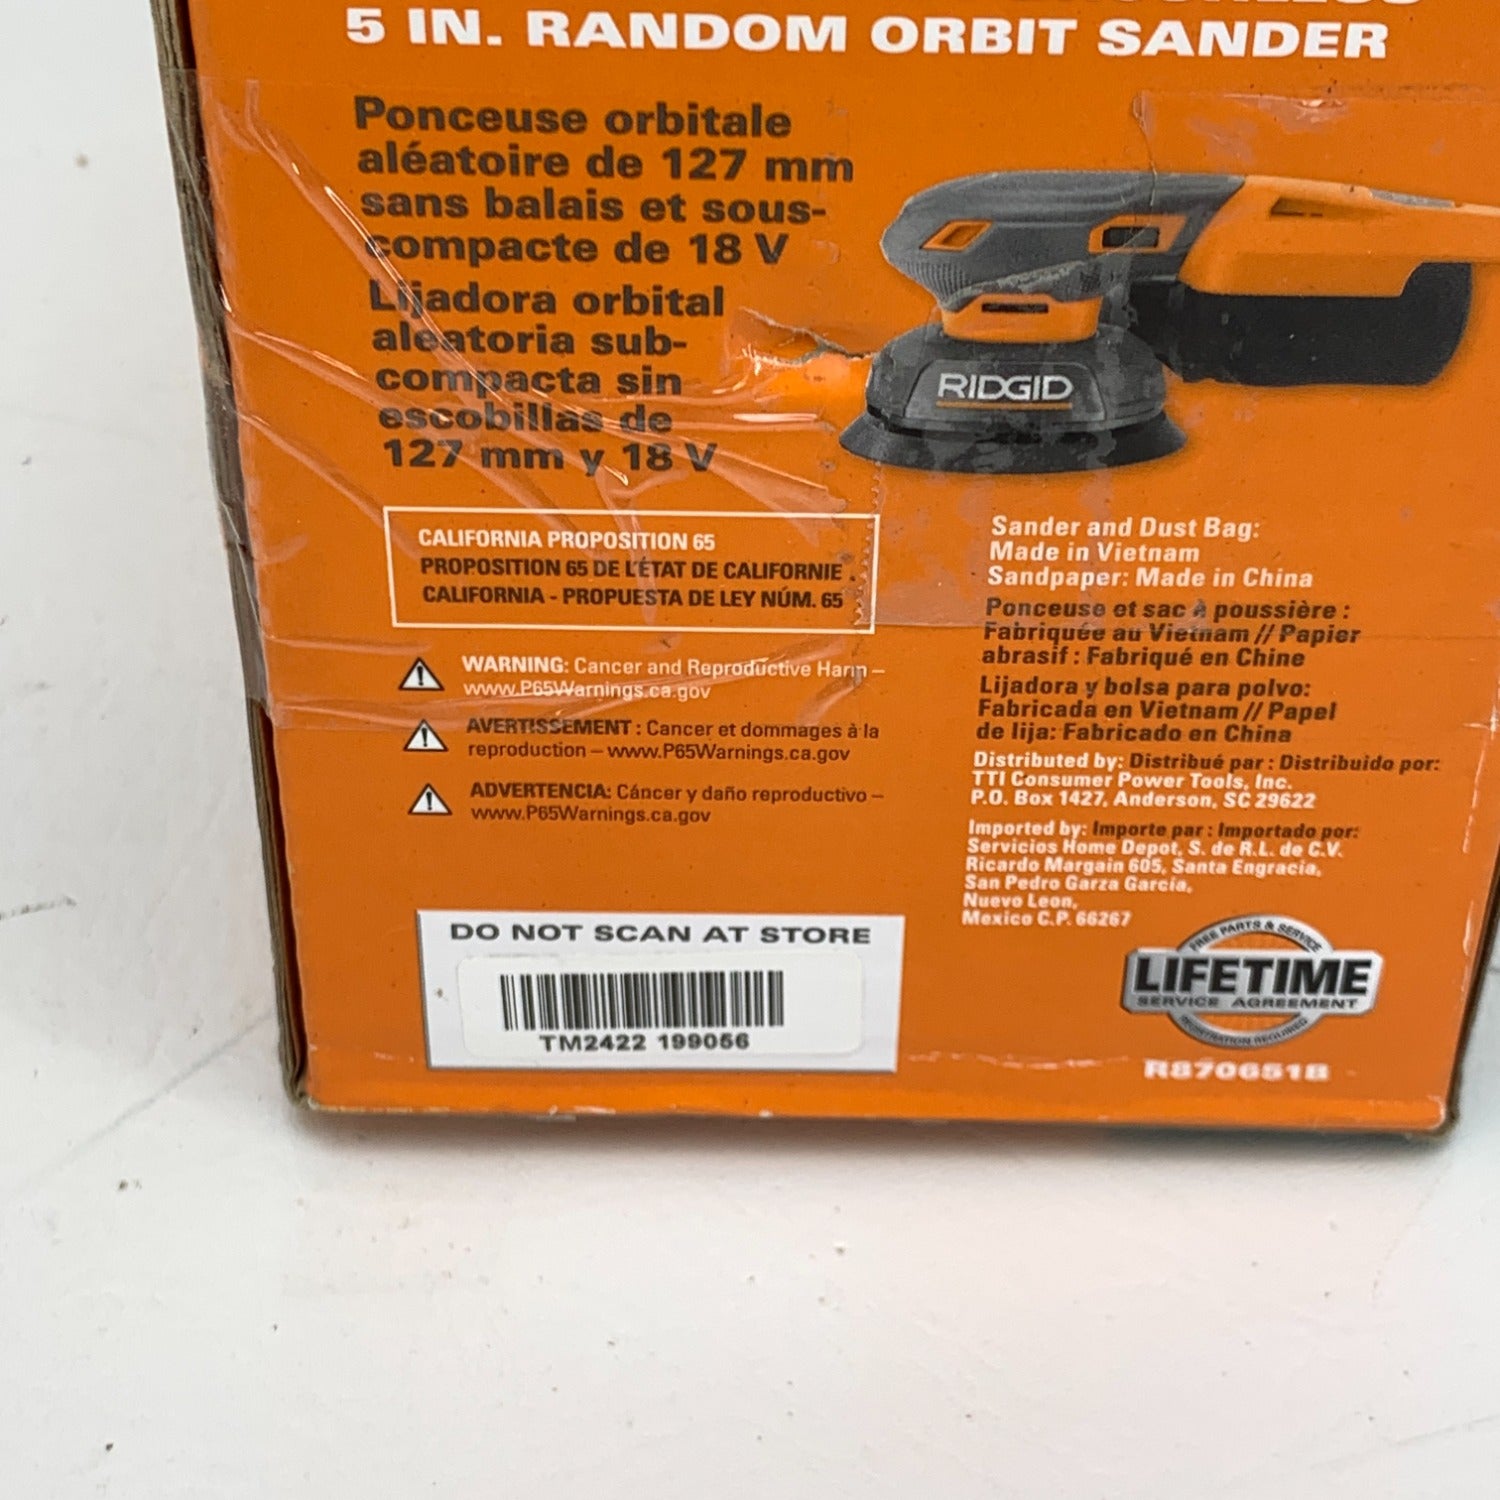 5 IN. RANDOM ORBIT SANDER
Ponceuse orbitale
aléatoire de 127 mm
sans balais et sous-
compacte de 18 V
Lijadora orbital
aleatoria sub-
compacta sin
escobillas de
127 mm y 18 V
RIDGID
CALIFORNIA PROPOSITION 65
PROPOSITION 65 DE L'ÉTAT DE CALIFORNIE
CALIFORNIA - PROPUESTA DE LEY NÚM. 65
WARNING: Cancer and Reproductive Harm –
www.P65Warnings.ca.gov
AVERTISSEMENT : Cancer et dommages à la
reproduction – www.P65Warnings.ca.gov
ADVERTENCIA: Cáncer y daño reproductivo –
www.P65Warnings.ca.gov
Sander and Dust Bag:
Made in Vietnam
Sandpaper: Made in China
Ponceuse et sac à poussière :
Fabriquée au Vietnam // Papier
abrasif : Fabriqué en Chine
Lijadora y bolsa para polvo:
Fabricada en Vietnam // Papel
de lija: Fabricado en China
Distributed by: Distribué par : Distribuido por:
TTI Consumer Power Tools, Inc.
P.O. Box 1427, Anderson, SC 29622
Imported by: Importe par : Importado por:
Servicios Home Depot, S. de R.L. de C.V.
Ricardo Margain 605, Santa Engracia,
San Pedro Garza Garcia,
Nuevo Leon,
Mexico C.P. 66267
DO NOT SCAN AT STORE
TM2422 199056
FREE PARTS & SERVICE
LIFETIME
SERVICE AGREEMENT
REGISTRATION REQUIRED
R8706518